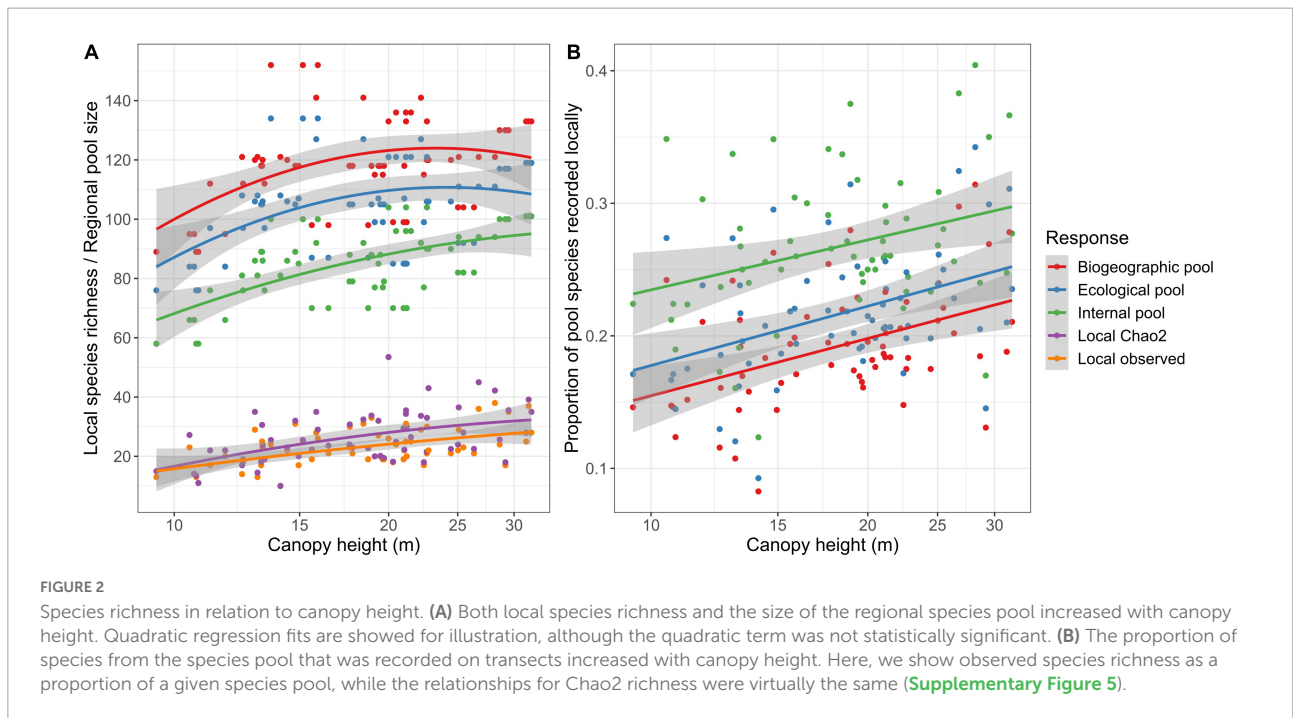 A
B
Local species richness / Regional pool size
140
120
100
80
60
40
20
10
15
20
25
30
Canopy height (m)
Proportion of pool species recorded locally
0.4
0.3
0.2
0.1
10
15
20
25
30
Canopy height (m)
Response
Biogeographic pool
Ecological pool
Internal pool
Local Chao2
Local observed
FIGURE 2
Species richness in relation to canopy height. (A) Both local species richness and the size of the regional species pool increased with canopy
height. Quadratic regression fits are showed for illustration, although the quadratic term was not statistically significant. (B) The proportion of
species from the species pool that was recorded on transects increased with canopy height. Here, we show observed species richness as a
proportion of a given species pool, while the relationships for Chao2 richness were virtually the same (Supplementary Figure 5).